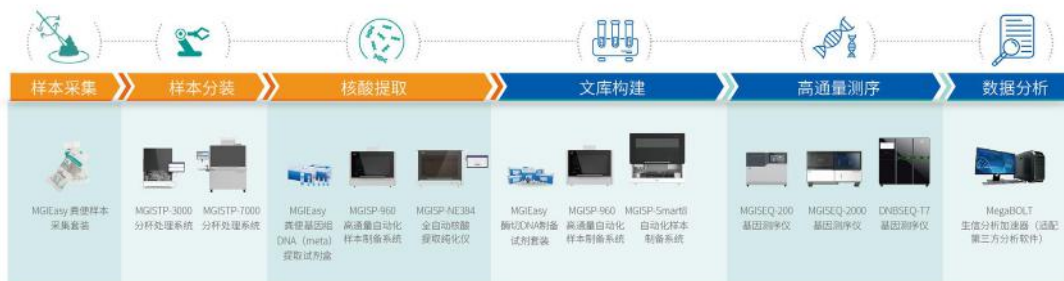 样本采集
样本分装
核酸提取
文库构建
高通量测序
数据分析
MGIEasy 粪便样本
采集套装
MGISTP-3000
分杯处理系统
MGISTP-7000
分杯处理系统
MGIEasy
粪便基因组
DNA（meta）
提取试剂盒
MGISP-960
高通量自动化
样本制备系统
MGISP-NE384
全自动核酸
提取纯化仪
MGIEasy
酶切DNA制备
试剂套装
MGISP-960
高通量自动化
样本制备系统
MGISP-Smart8
自动化样本
制备系统
MGISEQ-200
基因测序仪
MGISEQ-2000
基因测序仪
DNBSEQ-T7
基因测序仪
MegaBOLT
生信分析加速器（适配
第三方分析软件）